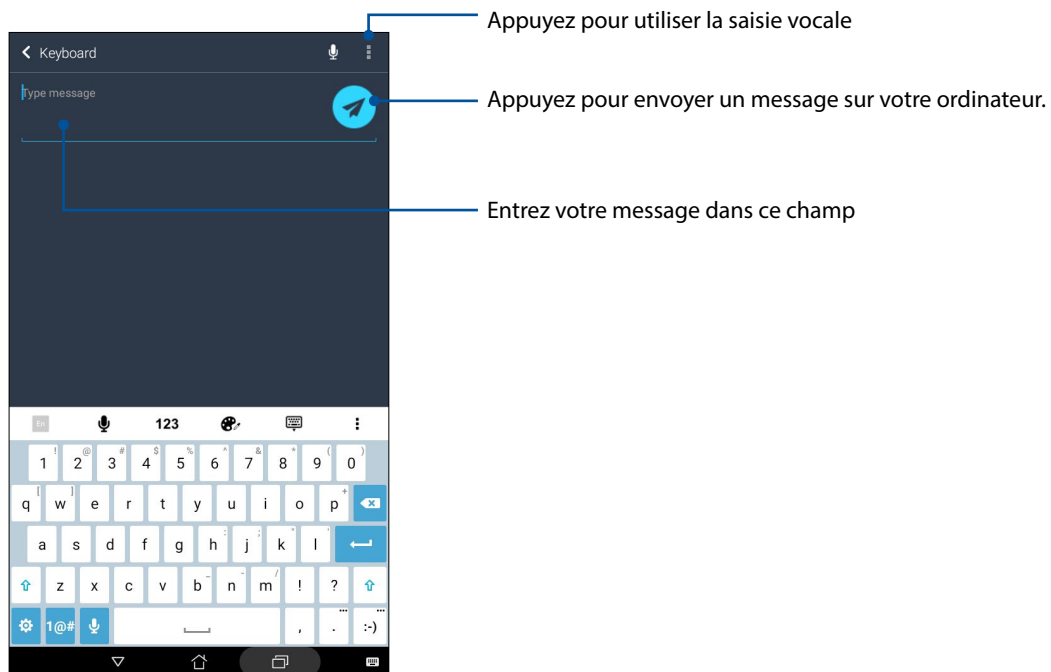 Appuyez pour utiliser la saisie vocale
Keyboard
Type message
Appuyez pour envoyer un message sur votre ordinateur.
Entrez votre message dans ce champ
En 123
! @ # $ % ^ & * ( )
1 2 3 4 5 6 7 8 9 0
[ ] +
q w e r t y u i o p
: ; " '
a s d f g h j k l
_ - /
z x c v b n m ! ?
1@# , . :-)